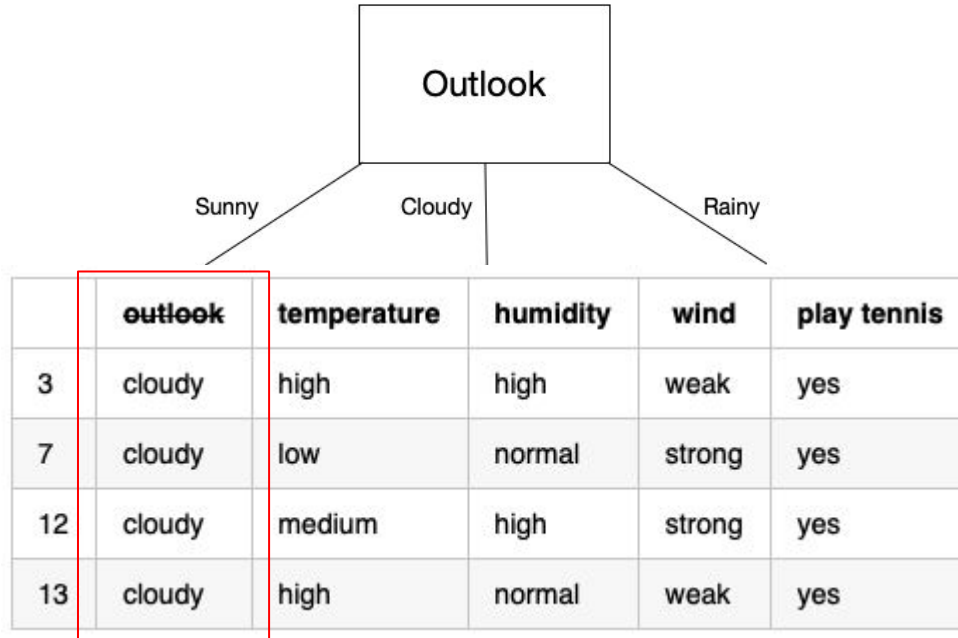 Outlook
Sunny Cloudy Rainy
outlook temperature humidity wind play tennis
3 cloudy high high weak yes
7 cloudy low normal strong yes
12 cloudy medium high strong yes
13 cloudy high normal weak yes